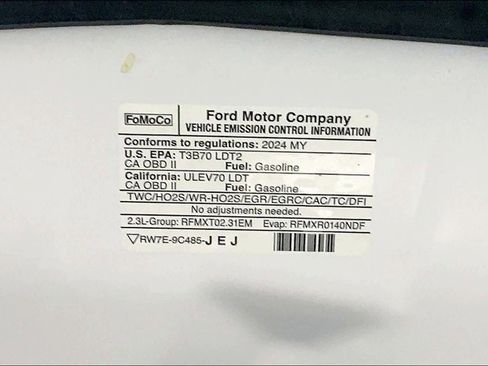 FoMoCo
Ford Motor Company
VEHICLE EMISSION CONTROL INFORMATION
Conforms to regulations: 2024 MY
U.S. EPA: T3B70 LDT2
CA OBD II Fuel: Gasoline
California: ULEV70 LDT
CA OBD II Fuel: Gasoline
TWC/HO2S/WR-HO2S/EGR/EGRC/CAC/TC/DFI
No adjustments needed.
2.3L-Group: RFMXT02.31EM Evap: RFMXR0140NDF
RW7E-9C485-JEJ